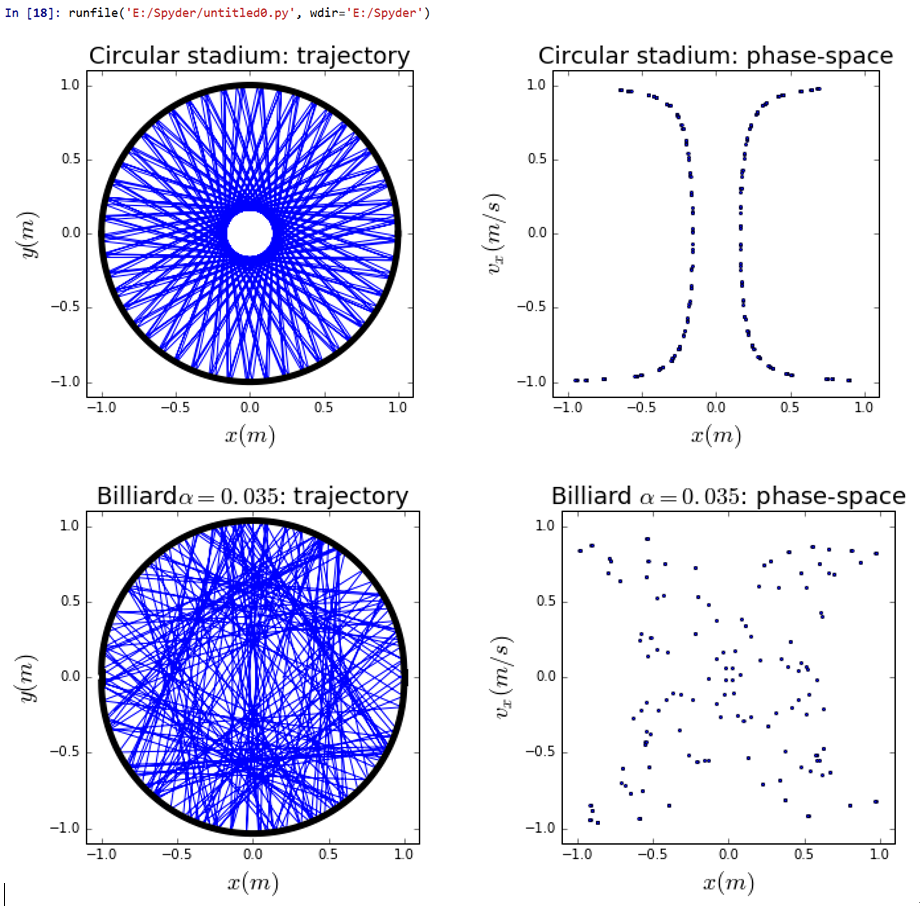 In [18]: runfile('E:/Spyder/untitled0.py', wdir='E:/Spyder')
Circular stadium: trajectory
1.0
0.5
0.0
−0.5
−1.0
y(m)
−1.0 −0.5 0.0 0.5 1.0
x(m)
Circular stadium: phase-space
1.0
0.5
0.0
−0.5
−1.0
v_x(m/s)
−1.0 −0.5 0.0 0.5 1.0
x(m)
Billiardα=0.035: trajectory
1.0
0.5
0.0
−0.5
−1.0
y(m)
−1.0 −0.5 0.0 0.5 1.0
x(m)
Billiard α=0.035: phase-space
1.0
0.5
0.0
−0.5
−1.0
v_x(m/s)
−1.0 −0.5 0.0 0.5 1.0
x(m)